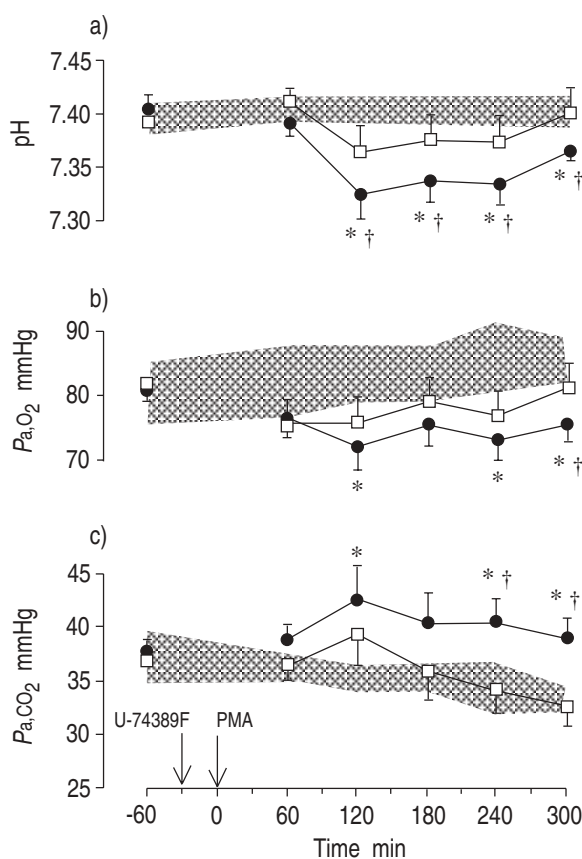 a)
7.45
7.40
7.35
7.30
pH
* † * † * † * †
b)
90
80
70
Pa,O2 mmHg
* * * †
c)
45
40
35
30
25
Pa,CO2 mmHg
* * † * †
U-74389F PMA
-60 0 60 120 180 240 300
Time min